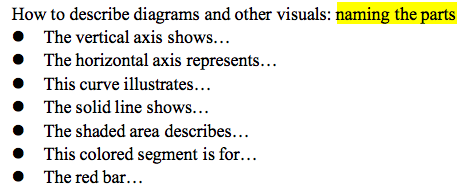 How to describe diagrams and other visuals: naming the parts
● The vertical axis shows…
● The horizontal axis represents…
● This curve illustrates…
● The solid line shows…
● The shaded area describes…
● This colored segment is for…
● The red bar…